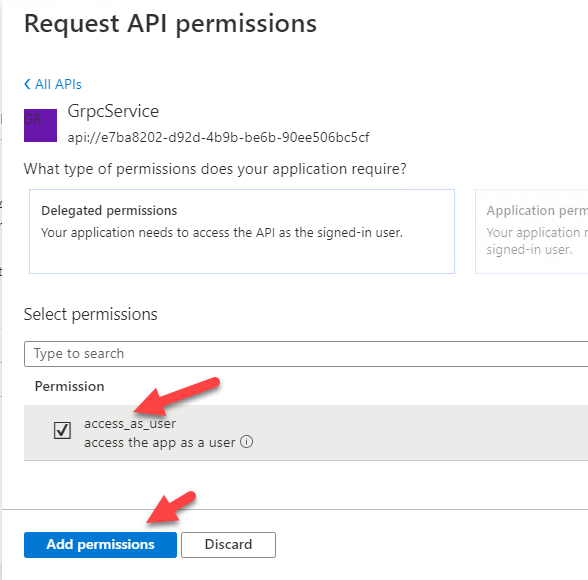 Request API permissions
All APIs
GR
GrpcService
api://e7ba8202-d92d-4b9b-be6b-90ee506bc5cf
What type of permissions does your application require?
Delegated permissions
Your application needs to access the API as the signed-in user.
Application
Your application
signed-in user.
Select permissions
Type to search
Permission
access_as_user
access the app as a user
Add permissions
Discard